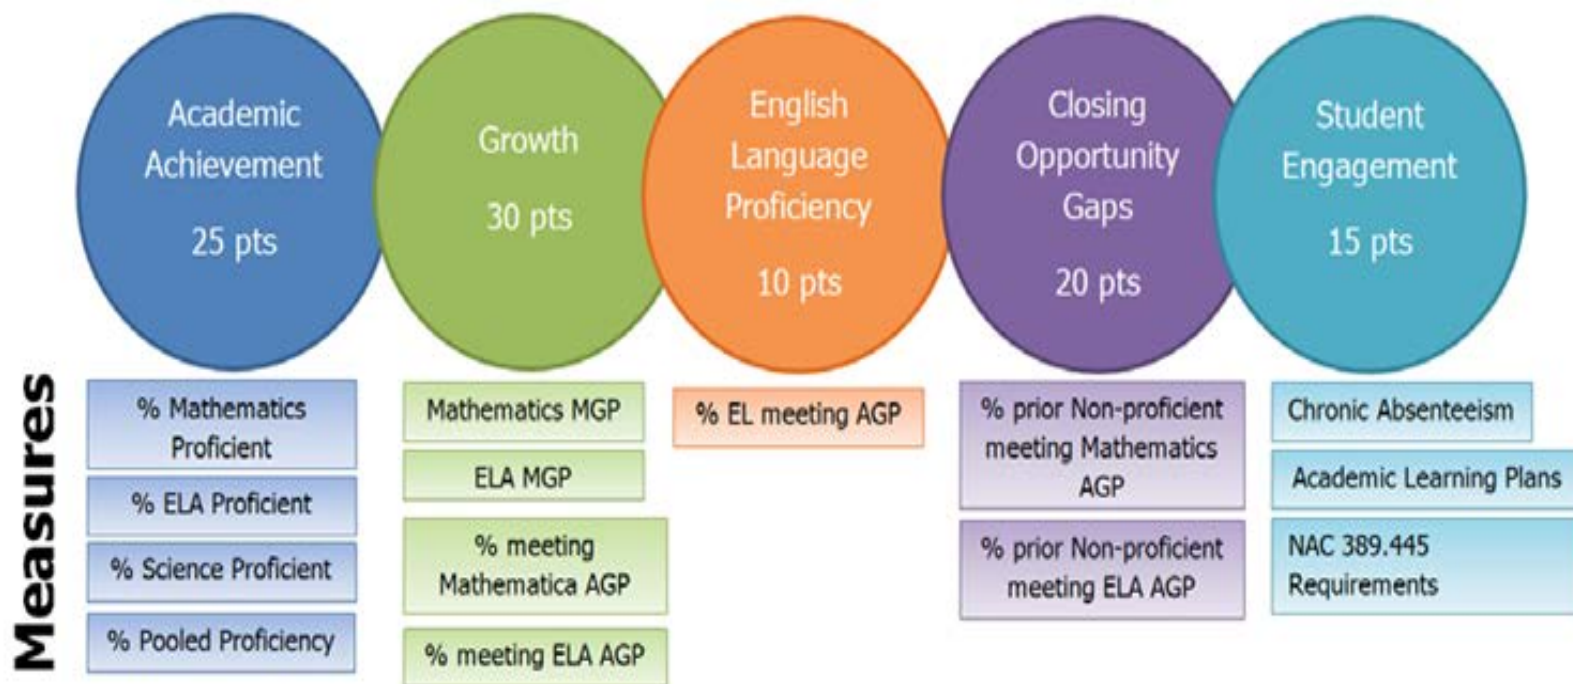 Academic
Achievement
25 pts
Growth
30 pts
English
Language
Proficiency
10 pts
Closing
Opportunity
Gaps
20 pts
Student
Engagement
15 pts
Measures
% Mathematics
Proficient
% ELA Proficient
% Science Proficient
% Pooled Proficiency
Mathematics MGP
ELA MGP
% meeting
Mathematica AGP
% meeting ELA AGP
% EL meeting AGP
% prior Non-proficient
meeting Mathematics
AGP
% prior Non-proficient
meeting ELA AGP
Chronic Absenteeism
Academic Learning Plans
NAC 389.445
Requirements